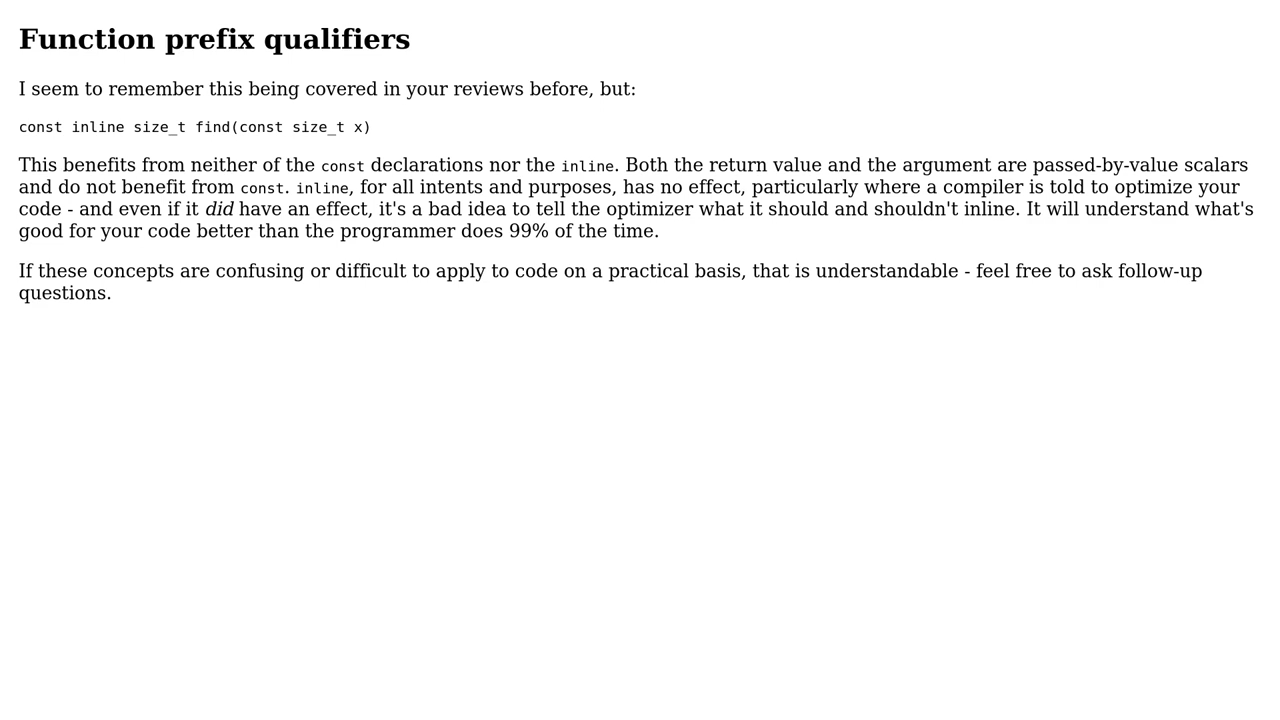 Function prefix qualifiers
I seem to remember this being covered in your reviews before, but:
const inline size_t find(const size_t x)
This benefits from neither of the const declarations nor the inline. Both the return value and the argument are passed-by-value scalars
and do not benefit from const. inline, for all intents and purposes, has no effect, particularly where a compiler is told to optimize your
code - and even if it did have an effect, it's a bad idea to tell the optimizer what it should and shouldn't inline. It will understand what's
good for your code better than the programmer does 99% of the time.
If these concepts are confusing or difficult to apply to code on a practical basis, that is understandable - feel free to ask follow-up
questions.